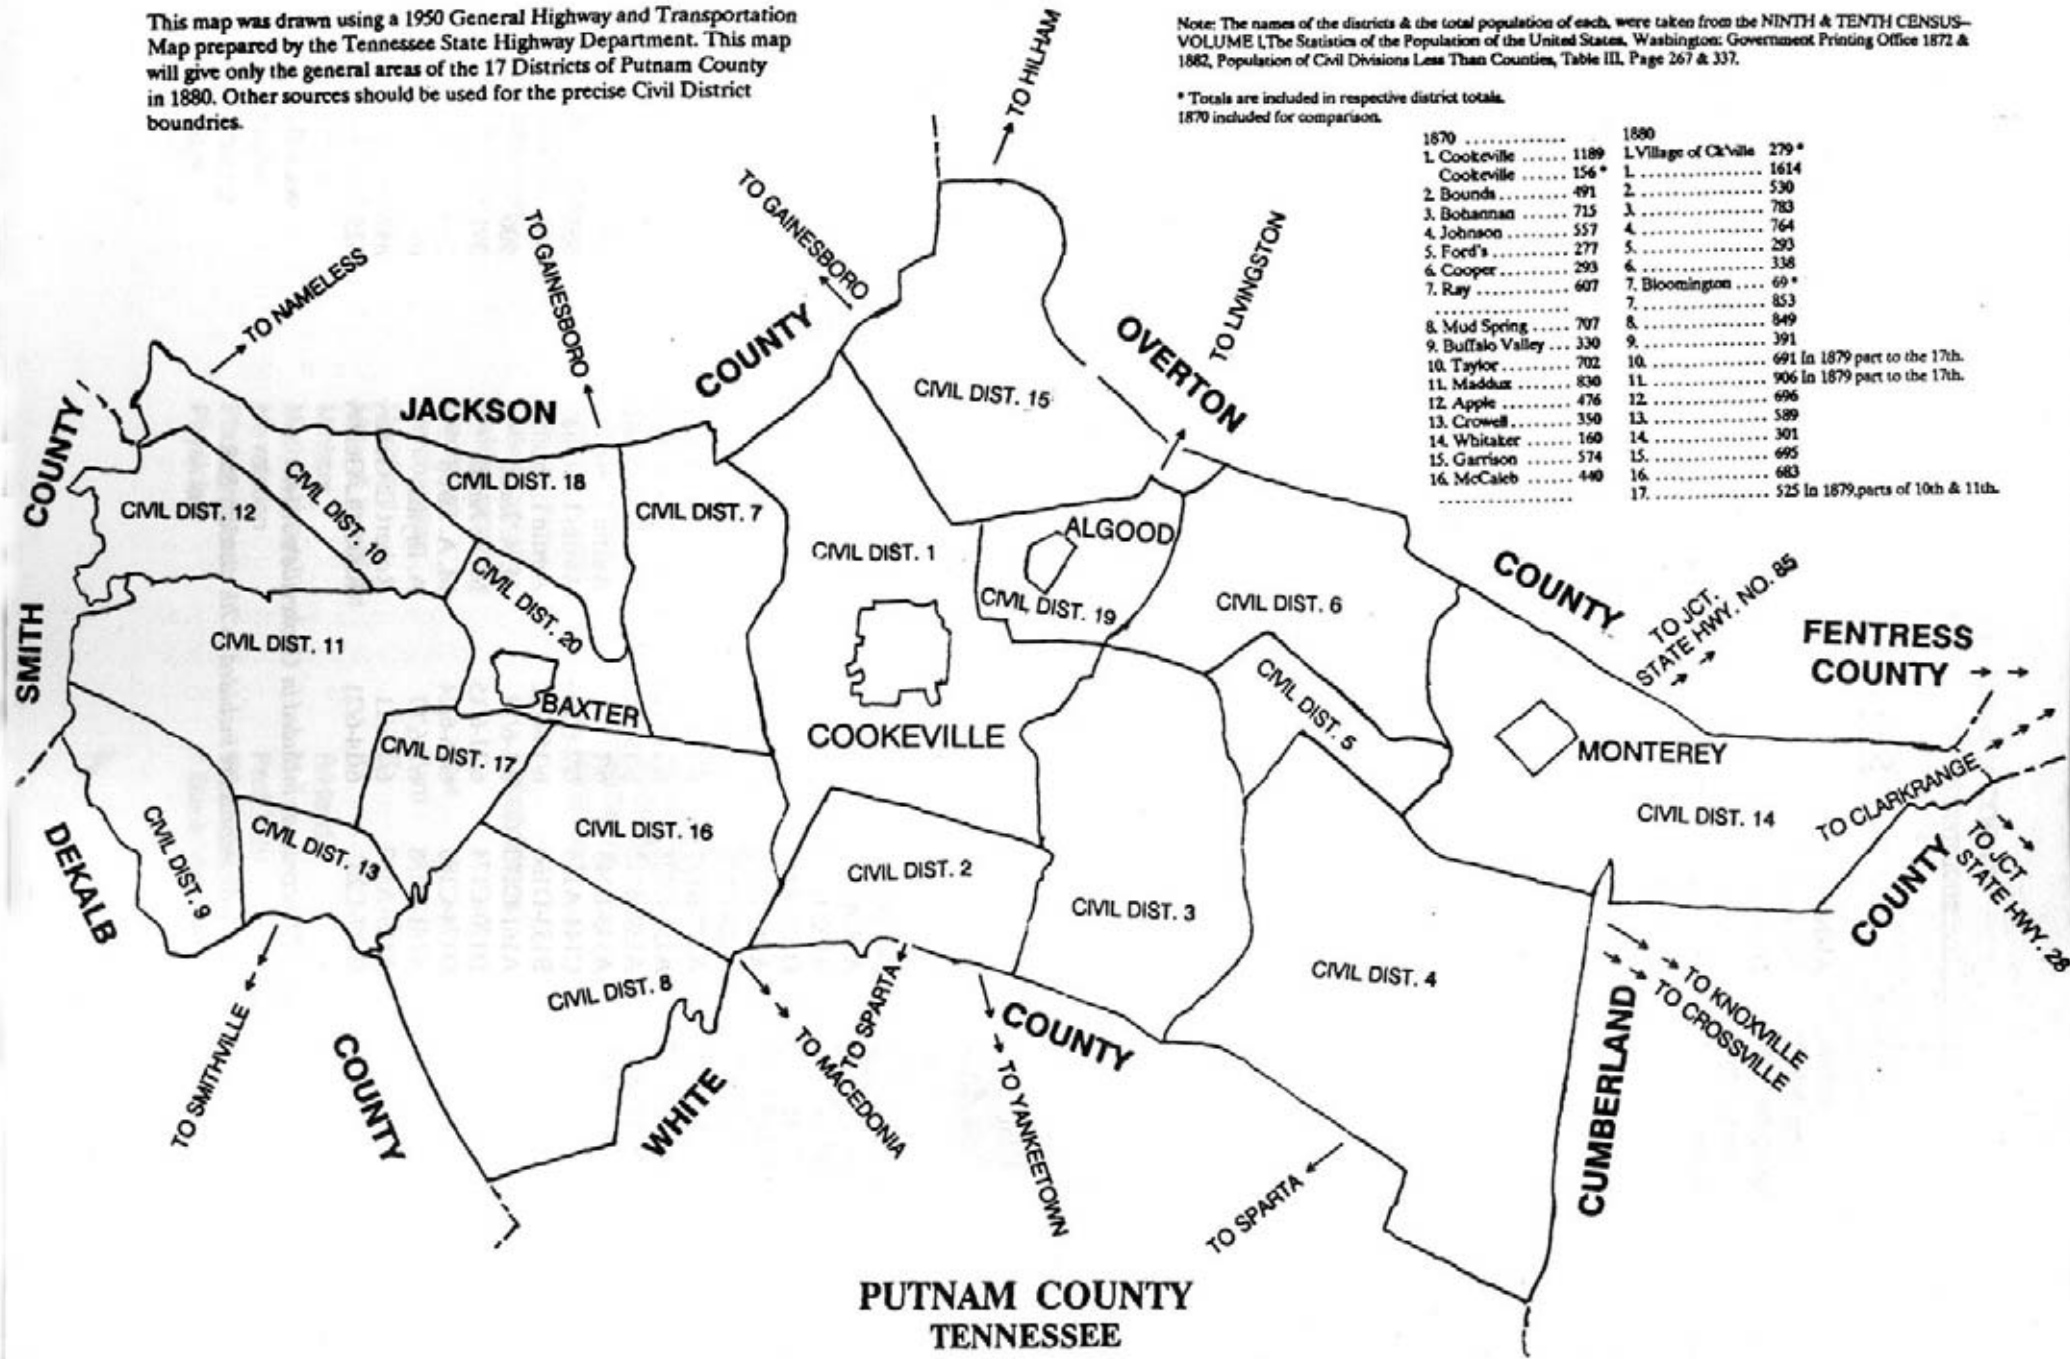 This map was drawn using a 1950 General Highway and Transportation
Map prepared by the Tennessee State Highway Department. This map
will give only the general areas of the 17 Districts of Putnam County
in 1880. Other sources should be used for the precise Civil District
boundries.
Note: The names of the districts & the total population of each, were taken from the NINTH & TENTH CENSUS--
VOLUME I, The Statistics of the Population of the United States, Washington: Government Printing Office 1872 &
1882, Population of Civil Divisions Less Than Counties, Table III, Page 267 & 337.
* Totals are included in respective district totals.
1870 included for comparison.
1870 ............. 1880
1. Cookeville ...... 1189 1. Village of Ck'ville 279*
Cookeville ...... 156* 1. ................ 1614
2. Bounds ......... 491 2. ................ 530
3. Bohannan ...... 715 3. ................ 783
4. Johnson ........ 557 4. ................ 764
5. Ford's .......... 277 5. ................ 293
6. Cooper ......... 293 6. ................ 338
7. Ray ............ 607 7. Bloomington .... 69*
................. 7. ................ 853
8. Mud Spring ..... 707 8. ................ 849
9. Buffalo Valley ... 330 9. ................ 391
10. Taylor ......... 702 10. ................ 691 In 1879 part to the 17th.
11. Maddux ....... 830 11. ................ 906 In 1879 part to the 17th.
12. Apple ......... 476 12. ................ 696
13. Crowell ........ 350 13. ................ 589
14. Whitaker ...... 160 14. ................ 301
15. Garrison ...... 574 15. ................ 695
16. McCaleb ...... 440 16. ................ 683
................. 17. ................ 525 In 1879, parts of 10th & 11th.
TO HILHAM
TO GAINESBORO
TO GAINESBORO
TO NAMELESS
TO LIVINGSTON
JACKSON
COUNTY
OVERTON
COUNTY
SMITH
COUNTY
CIVIL DIST. 15
CIVIL DIST. 18
CIVIL DIST. 12
CIVIL DIST. 10
CIVIL DIST. 7
CIVIL DIST. 1
ALGOOD
CIVIL DIST. 19
CIVIL DIST. 6
CIVIL DIST. 20
CIVIL DIST. 11
BAXTER
COOKEVILLE
CIVIL DIST. 5
CIVIL DIST. 17
MONTEREY
CIVIL DIST. 14
TO JCT.
STATE HWY. NO. 85
FENTRESS
COUNTY
TO CLARKRANGE
TO JCT
STATE HWY. 28
CIVIL DIST. 9
CIVIL DIST. 13
CIVIL DIST. 16
CIVIL DIST. 2
CIVIL DIST. 3
CIVIL DIST. 4
CIVIL DIST. 8
DEKALB
COUNTY
WHITE
COUNTY
CUMBERLAND
COUNTY
TO SMITHVILLE
TO MACEDONIA
TO SPARTA
TO YANKEETOWN
TO SPARTA
TO KNOXVILLE
TO CROSSVILLE
PUTNAM COUNTY
TENNESSEE